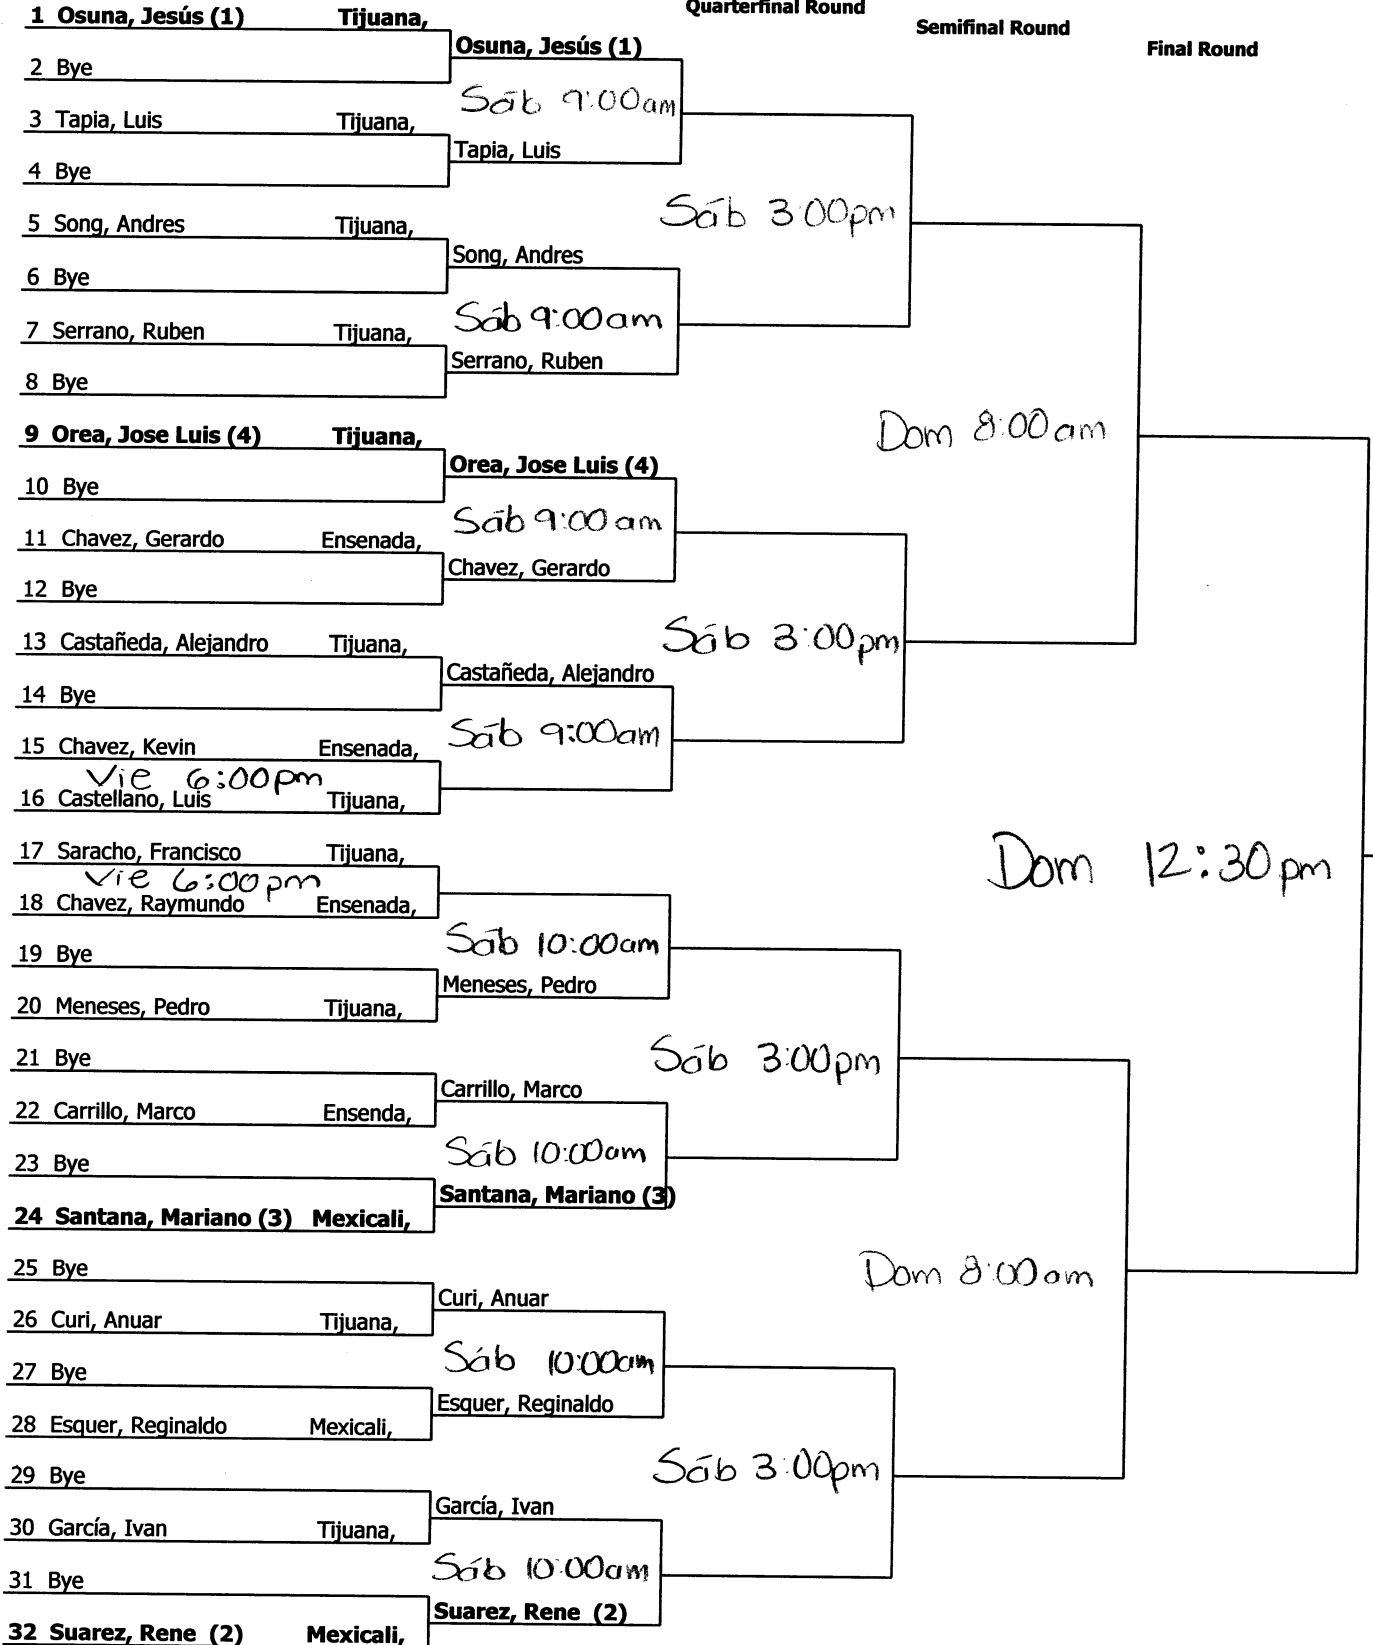 Quarterfinal Round
Semifinal Round
Final Round
1 Osuna, Jesús (1) Tijuana,
Osuna, Jesús (1)
2 Bye
Sáb 9:00am
3 Tapia, Luis Tijuana,
Tapia, Luis
4 Bye
Sáb 3:00pm
5 Song, Andres Tijuana,
Song, Andres
6 Bye
Sáb 9:00am
7 Serrano, Ruben Tijuana,
Serrano, Ruben
8 Bye
Dom 8:00am
9 Orea, Jose Luis (4) Tijuana,
Orea, Jose Luis (4)
10 Bye
Sáb 9:00am
11 Chavez, Gerardo Ensenada,
Chavez, Gerardo
12 Bye
Sáb 3:00pm
13 Castañeda, Alejandro Tijuana,
Castañeda, Alejandro
14 Bye
Sáb 9:00am
15 Chavez, Kevin Ensenada,
Vie 6:00pm
16 Castellano, Luis Tijuana,
Dom 12:30pm
17 Saracho, Francisco Tijuana,
Vie 6:00pm
18 Chavez, Raymundo Ensenada,
Sáb 10:00am
19 Bye
Meneses, Pedro
20 Meneses, Pedro Tijuana,
Sáb 3:00pm
21 Bye
Carrillo, Marco
22 Carrillo, Marco Ensenda,
Sáb 10:00am
23 Bye
Santana, Mariano (3)
24 Santana, Mariano (3) Mexicali,
Dom 8:00am
25 Bye
Curi, Anuar
26 Curi, Anuar Tijuana,
Sáb 10:00am
27 Bye
Esquer, Reginaldo
28 Esquer, Reginaldo Mexicali,
Sáb 3:00pm
29 Bye
García, Ivan
30 García, Ivan Tijuana,
Sáb 10:00am
31 Bye
Suarez, Rene (2)
32 Suarez, Rene (2) Mexicali,